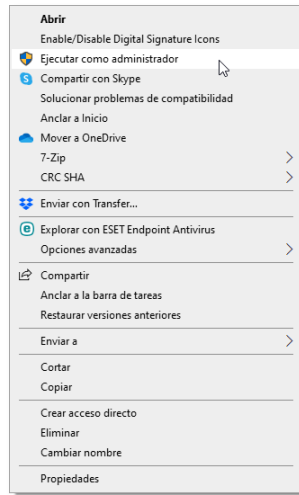 Abrir
Enable/Disable Digital Signature Icons
Ejecutar como administrador
Compartir con Skype
Solucionar problemas de compatibilidad
Anclar a Inicio
Mover a OneDrive
7-Zip
CRC SHA
Enviar con Transfer...
Explorar con ESET Endpoint Antivirus
Opciones avanzadas
Compartir
Anclar a la barra de tareas
Restaurar versiones anteriores
Enviar a
Cortar
Copiar
Crear acceso directo
Eliminar
Cambiar nombre
Propiedades